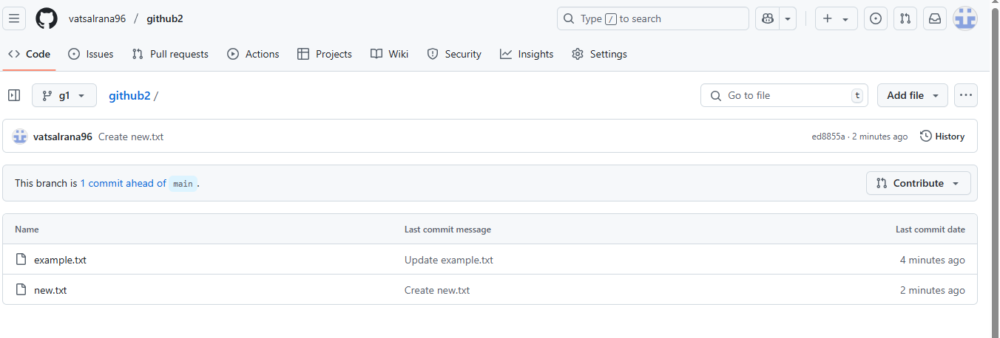 vatsalrana96 / github2 Type / to search
Code Issues Pull requests Actions Projects Wiki Security Insights Settings
g1 github2 / Go to file t Add file
vatsalrana96 Create new.txt ed8855a · 2 minutes ago History
This branch is 1 commit ahead of main . Contribute
Name Last commit message Last commit date
example.txt Update example.txt 4 minutes ago
new.txt Create new.txt 2 minutes ago